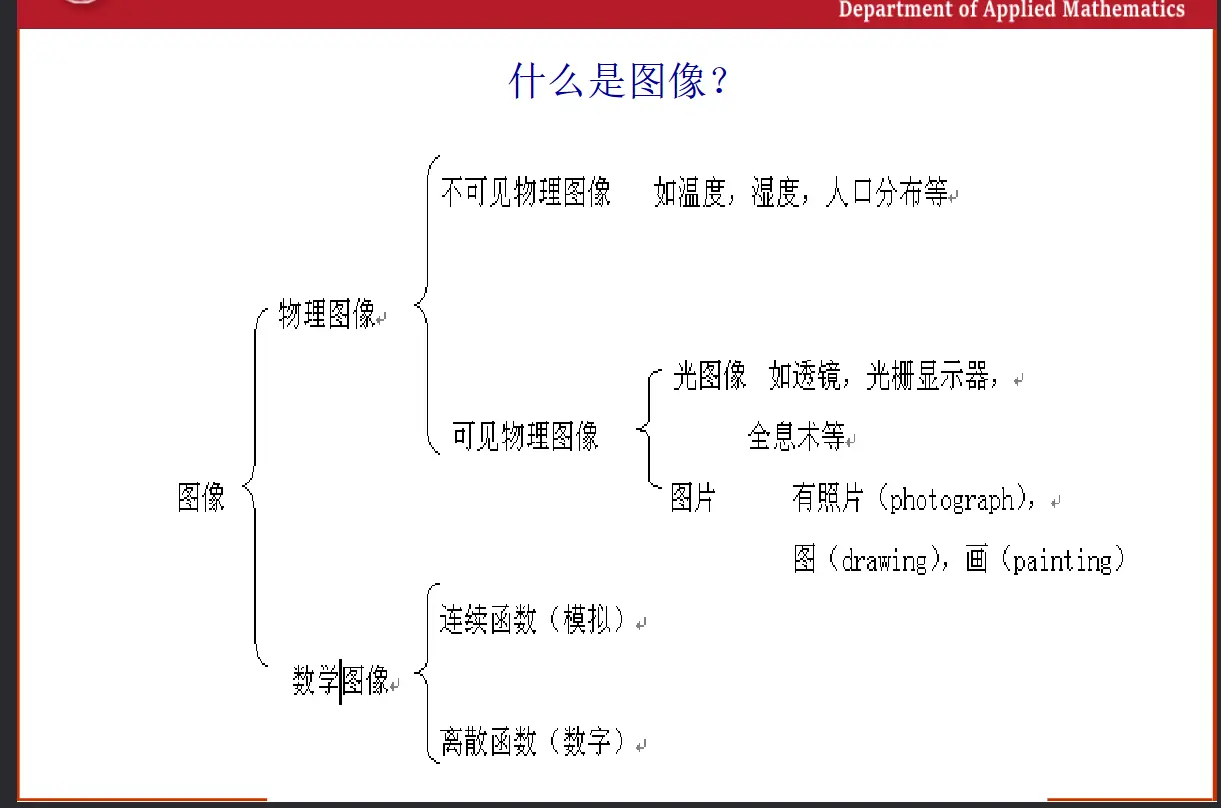 Department of Applied Mathematics
什么是图像？
不可见物理图像 如温度，湿度，人口分布等
物理图像
光图像 如透镜，光栅显示器，
可见物理图像
全息术等
图像
图片 有照片（photograph），
图（drawing），画（painting）
连续函数（模拟）
数学图像
离散函数（数字）